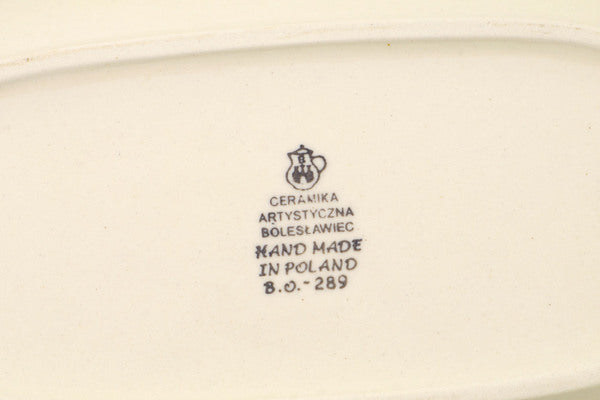 B
CERAMIKA
ARTYSTYCZNA
BOLESŁAWIEC
HAND MADE
IN POLAND
B.O.-289